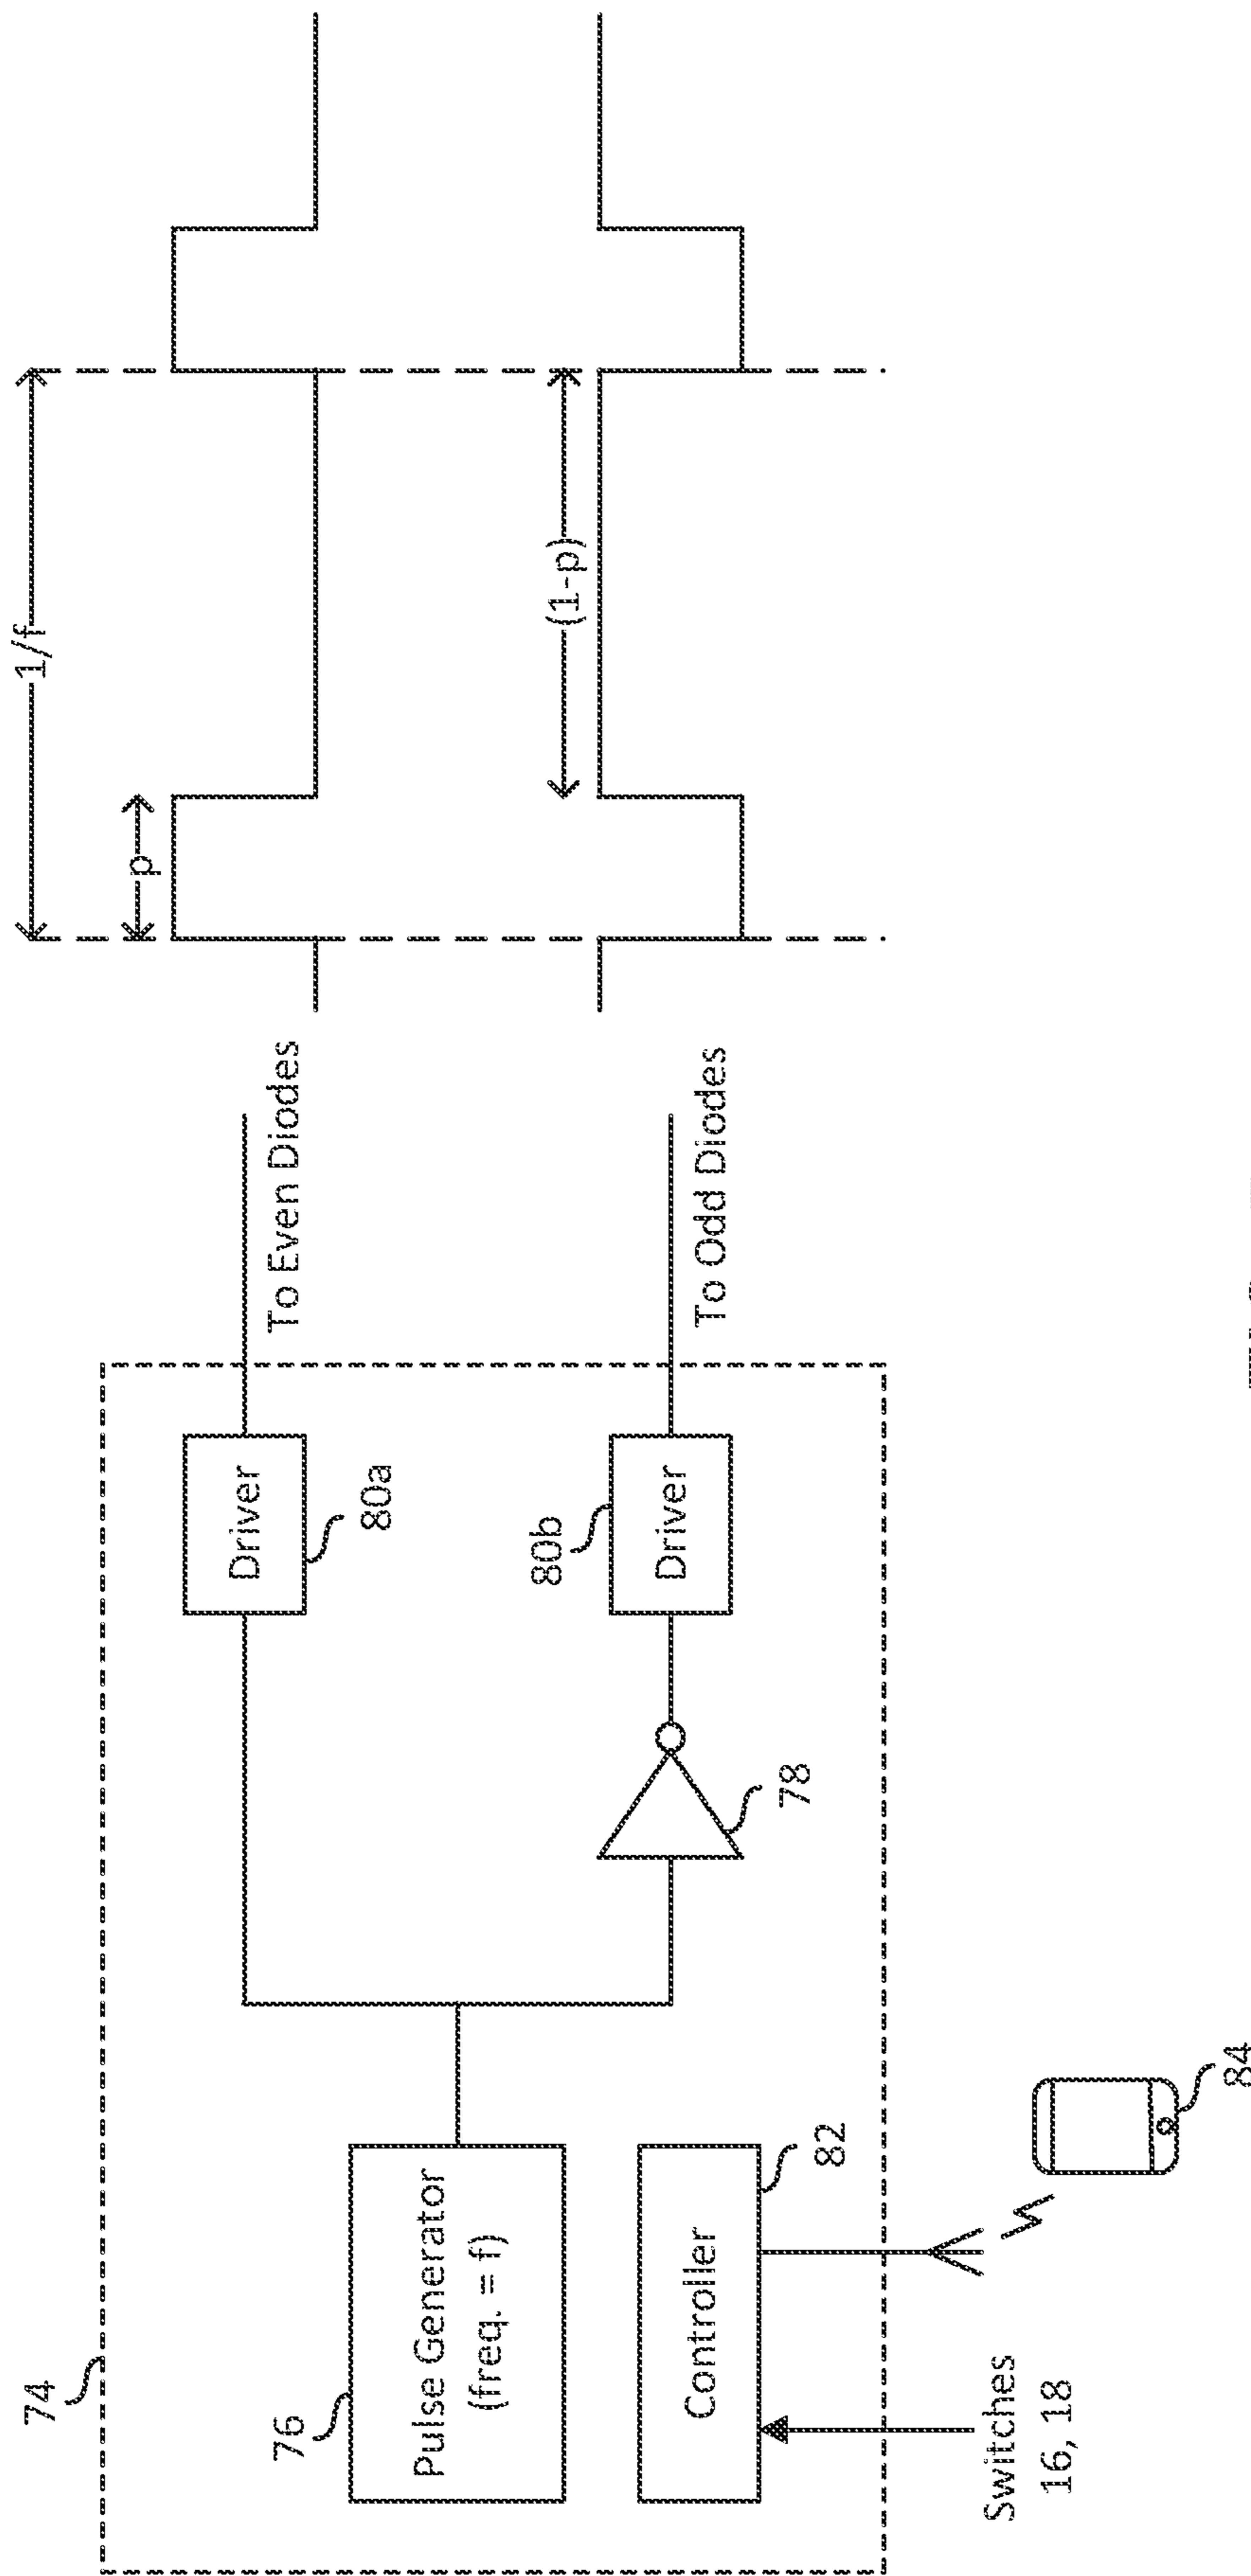 74
76
Pulse Generator
(freq. = f)
Controller
82
Switches
16, 18
84
78
Driver
80a
80b
Driver
To Even Diodes
To Odd Diodes
1/f
p
(1-p)